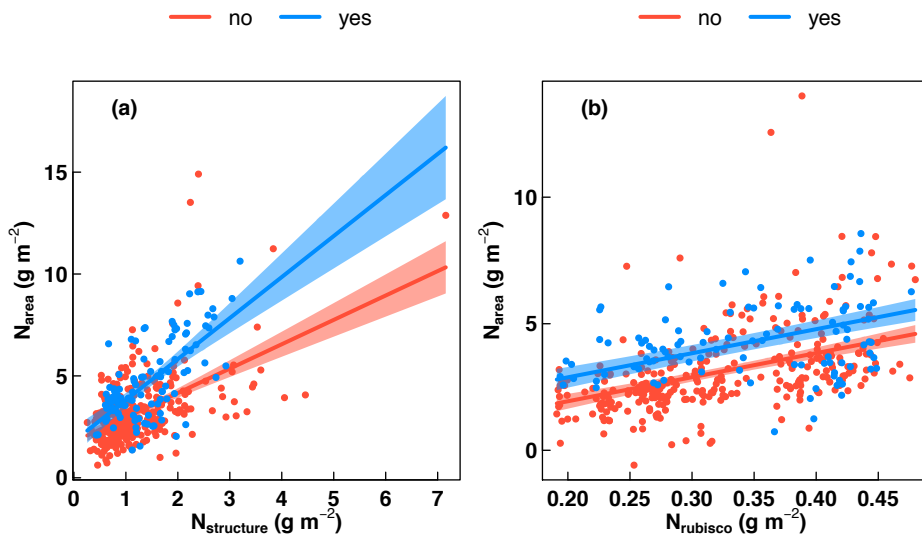 no yes no yes
(a) (b)
N_area (g m⁻²)
15
10
5
0
0 1 2 3 4 5 6 7
N_structure (g m⁻²)
N_area (g m⁻²)
10
5
0
0.20 0.25 0.30 0.35 0.40 0.45
N_rubisco (g m⁻²)